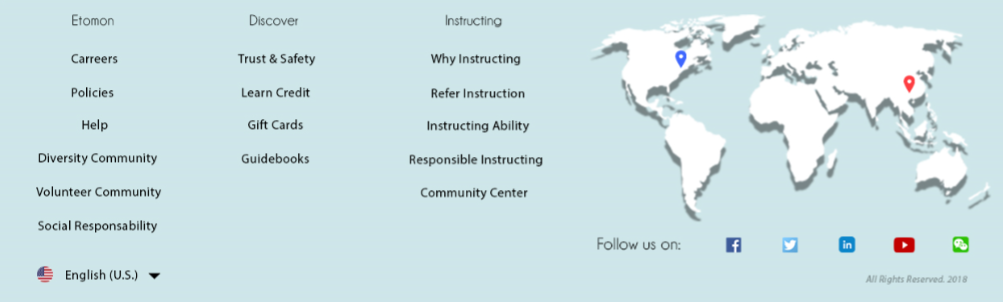 Etomon
Carreers
Policies
Help
Diversity Community
Volunteer Community
Social Responsability
English (U.S.)
Discover
Trust & Safety
Learn Credit
Gift Cards
Guidebooks
Instructing
Why Instructing
Refer Instruction
Instructing Ability
Responsible Instructing
Community Center
Follow us on:
All Rights Reserved. 2018